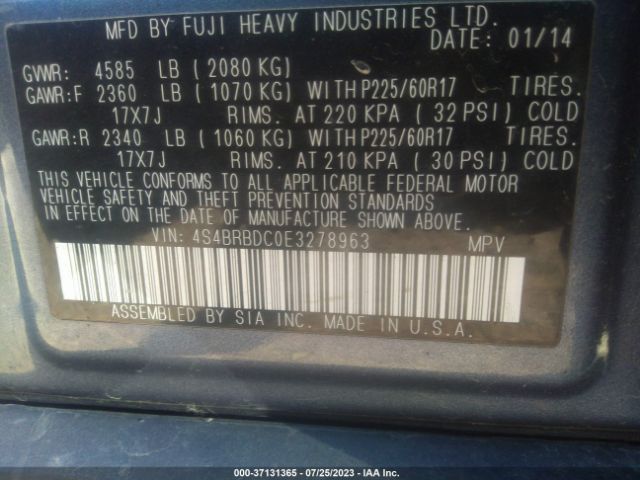 MFD BY FUJI HEAVY INDUSTRIES LTD.
DATE: 01/14
GVWR: 4585 LB (2080 KG)
GAWR:F 2360 LB (1070 KG) WITH P225/60R17 TIRES.
17X7J RIMS. AT 220 KPA (32 PSI) COLD
GAWR:R 2340 LB (1060 KG) WITH P225/60R17 TIRES.
17X7J RIMS. AT 210 KPA (30 PSI) COLD
THIS VEHICLE CONFORMS TO ALL APPLICABLE FEDERAL MOTOR
VEHICLE SAFETY AND THEFT PREVENTION STANDARDS
IN EFFECT ON THE DATE OF MANUFACTURE SHOWN ABOVE.
VIN: 4S4BRBDC0E3278963 MPV
ASSEMBLED BY SIA INC. MADE IN U.S.A.
000-37131365 - 07/25/2023 - IAA Inc.